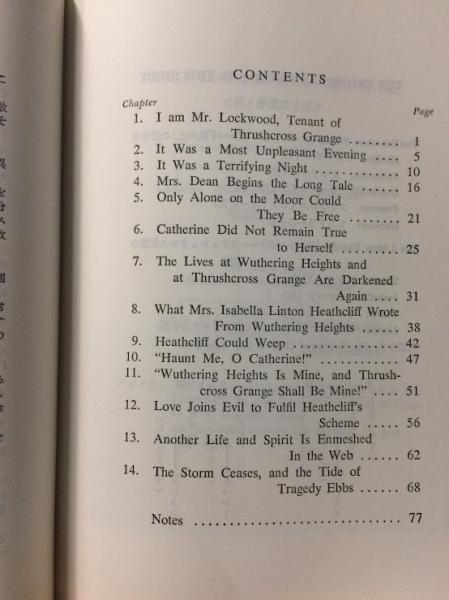 CONTENTS
Chapter Page
1. I am Mr. Lockwood, Tenant of
Thrushcross Grange ........ 1
2. It Was a Most Unpleasant Evening .... 5
3. It Was a Terrifying Night ............ 10
4. Mrs. Dean Begins the Long Tale ...... 16
5. Only Alone on the Moor Could
They Be Free ........ 21
6. Catherine Did Not Remain True
to Herself .......... 25
7. The Lives at Wuthering Heights and
at Thrushcross Grange Are Darkened
Again .... 31
8. What Mrs. Isabella Linton Heathcliff Wrote
From Wuthering Heights ...... 38
9. Heathcliff Could Weep .............. 42
10. “Haunt Me, O Catherine!” ............ 47
11. “Wuthering Heights Is Mine, and Thrush-
cross Grange Shall Be Mine!” .... 51
12. Love Joins Evil to Fulfil Heathcliff’s
Scheme ..... 56
13. Another Life and Spirit Is Enmeshed
In the Web ...... 62
14. The Storm Ceases, and the Tide of
Tragedy Ebbs ...... 68
Notes .............................. 77